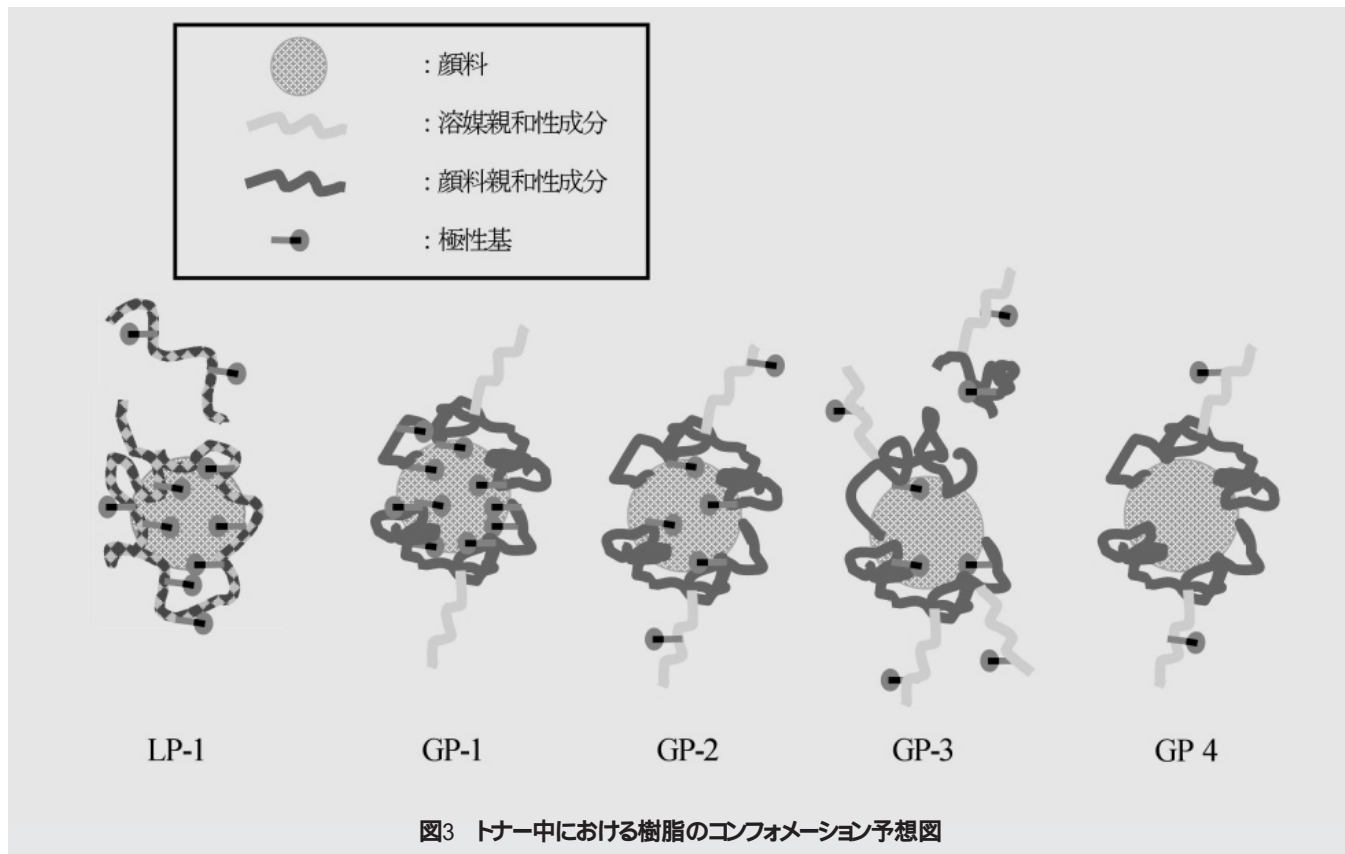 ：顔料
：溶媒親和性成分
：顔料親和性成分
：極性基
LP-1 GP-1 GP-2 GP-3 GP 4
図3 トナー中における樹脂のコンフォメーション予想図